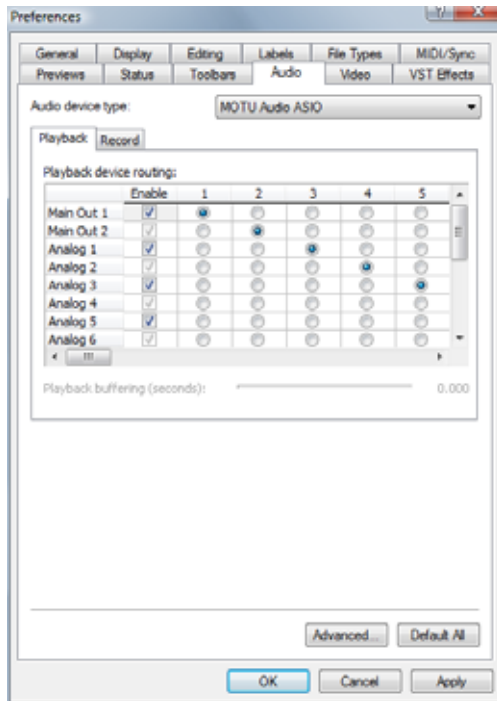 Preferences
General Display Editing Labels File Types MIDI/Sync
Previews Status Toolbars Audio Video VST Effects
Audio device type: MOTU Audio ASIO
Playback Record
Playback device routing:
Enable 1 2 3 4 5
Main Out 1
Main Out 2
Analog 1
Analog 2
Analog 3
Analog 4
Analog 5
Analog 6
Playback buffering (seconds): 0.000
Advanced... Default All
OK Cancel Apply